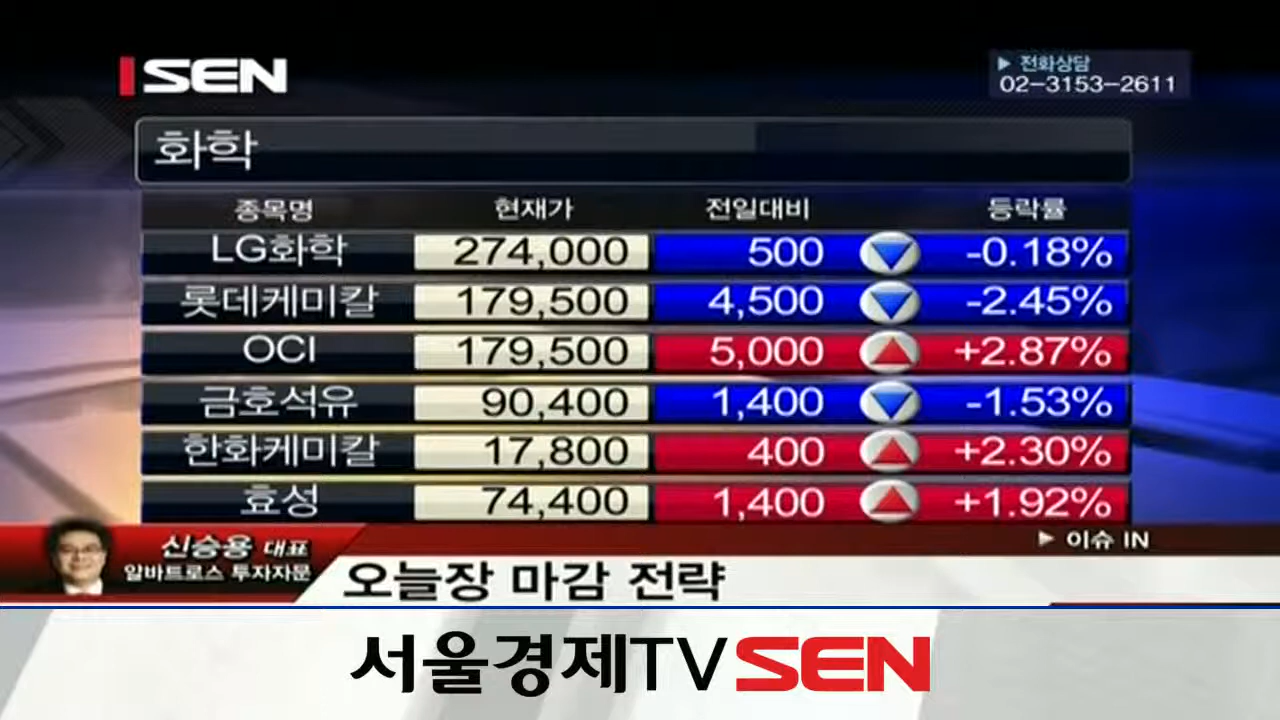 SEN
▶ 전화상담
02-3153-2611
화학
종목명 현재가 전일대비 등락률
LG화학 274,000 500 ▼ -0.18%
롯데케미칼 179,500 4,500 ▼ -2.45%
OCI 179,500 5,000 ▲ +2.87%
금호석유 90,400 1,400 ▼ -1.53%
한화케미칼 17,800 400 ▲ +2.30%
효성 74,400 1,400 ▲ +1.92%
▶ 이슈 IN
신승용 대표
알바트로스 투자자문
오늘장 마감 전략
서울경제TV SEN